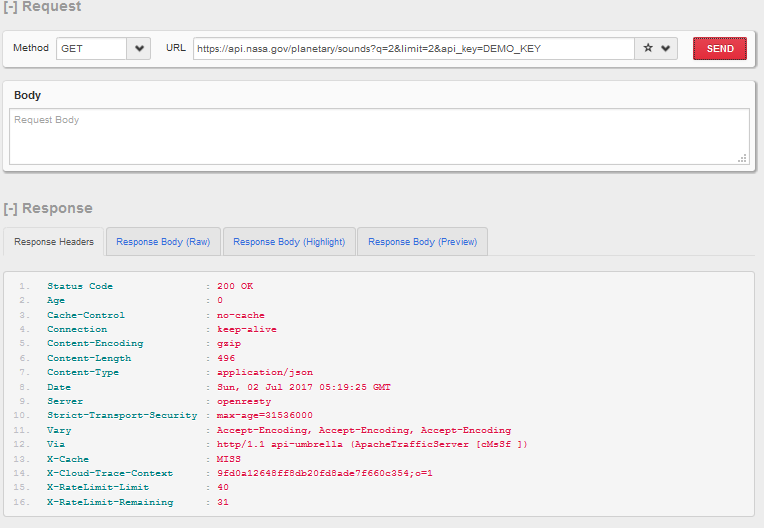 [-] Request
Method GET URL https://api.nasa.gov/planetary/sounds?q=2&limit=2&api_key=DEMO_KEY SEND
Body
Request Body
[-] Response
Response Headers Response Body (Raw) Response Body (Highlight) Response Body (Preview)
1. Status Code : 200 OK
2. Age : 0
3. Cache-Control : no-cache
4. Connection : keep-alive
5. Content-Encoding : gzip
6. Content-Length : 496
7. Content-Type : application/json
8. Date : Sun, 02 Jul 2017 05:19:25 GMT
9. Server : openresty
10. Strict-Transport-Security : max-age=31536000
11. Vary : Accept-Encoding, Accept-Encoding, Accept-Encoding
12. Via : http/1.1 api-umbrella (ApacheTrafficServer [cMsSf ])
13. X-Cache : MISS
14. X-Cloud-Trace-Context : 9fd0a12648ff8db20fd8ade7f660c354;o=1
15. X-RateLimit-Limit : 40
16. X-RateLimit-Remaining : 31